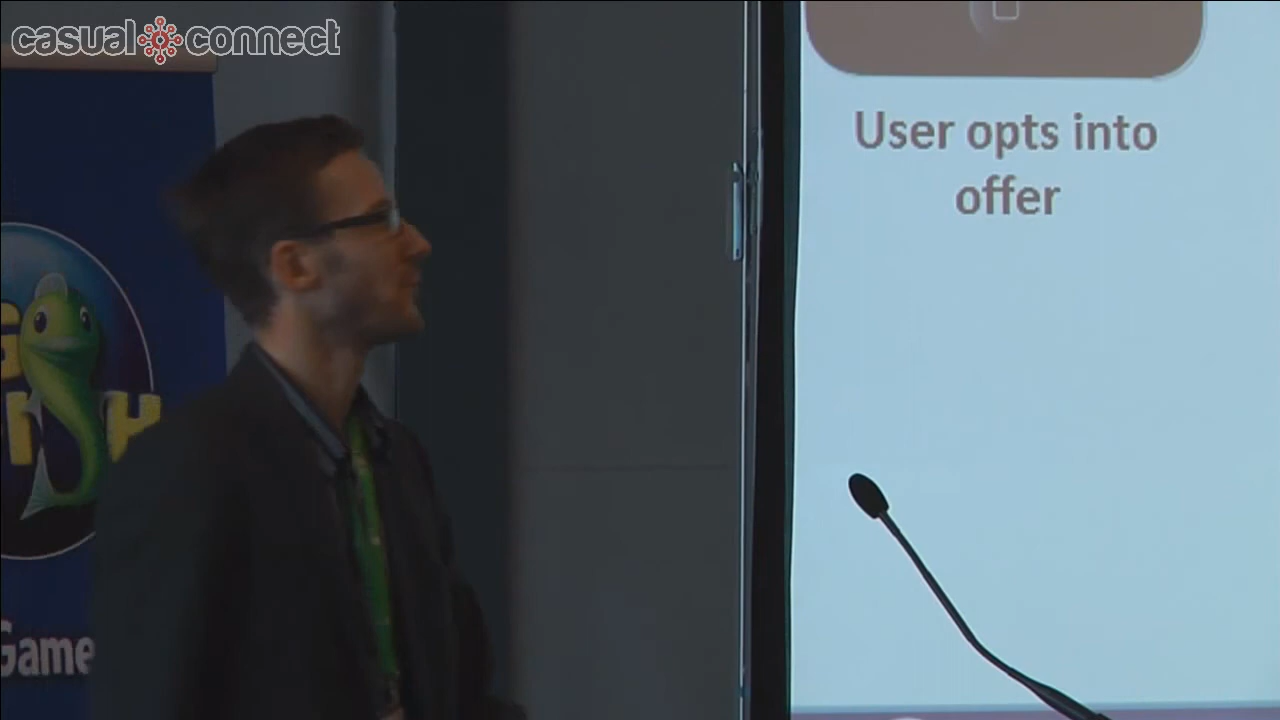 casual connect
User opts into
offer
Game